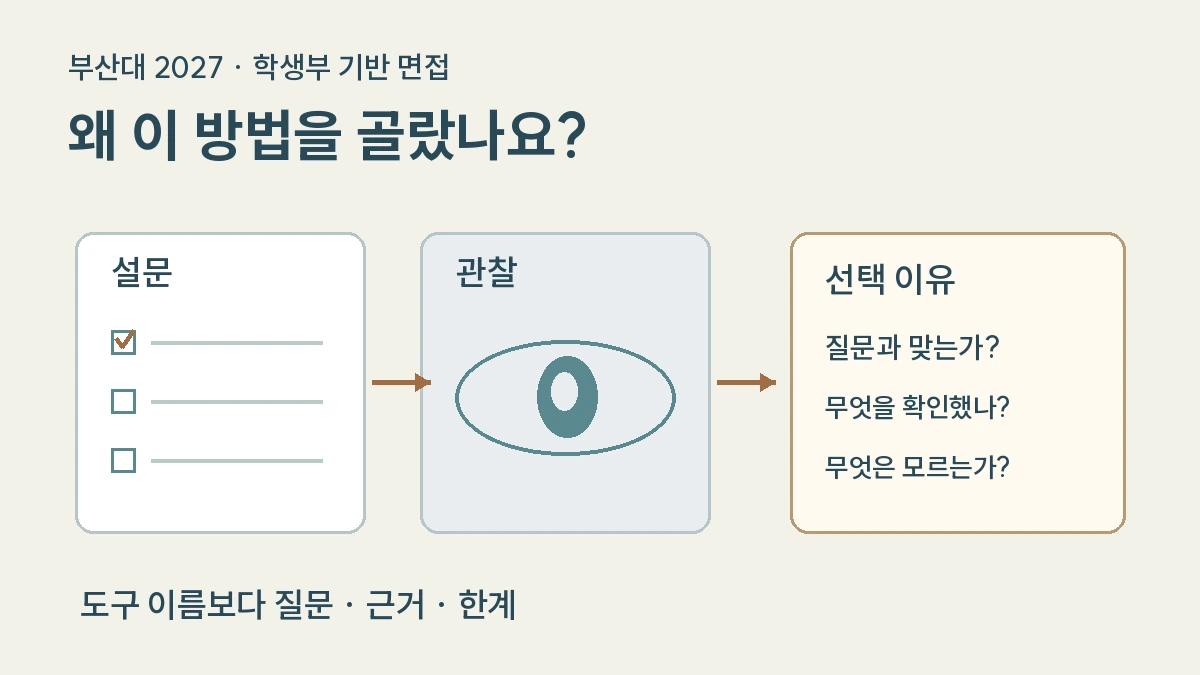 부산대 2027 · 학생부 기반 면접
왜 이 방법을 골랐나요?
설문
관찰
선택 이유
질문과 맞는가?
무엇을 확인했나?
무엇은 모르는가?
도구 이름보다 질문 · 근거 · 한계